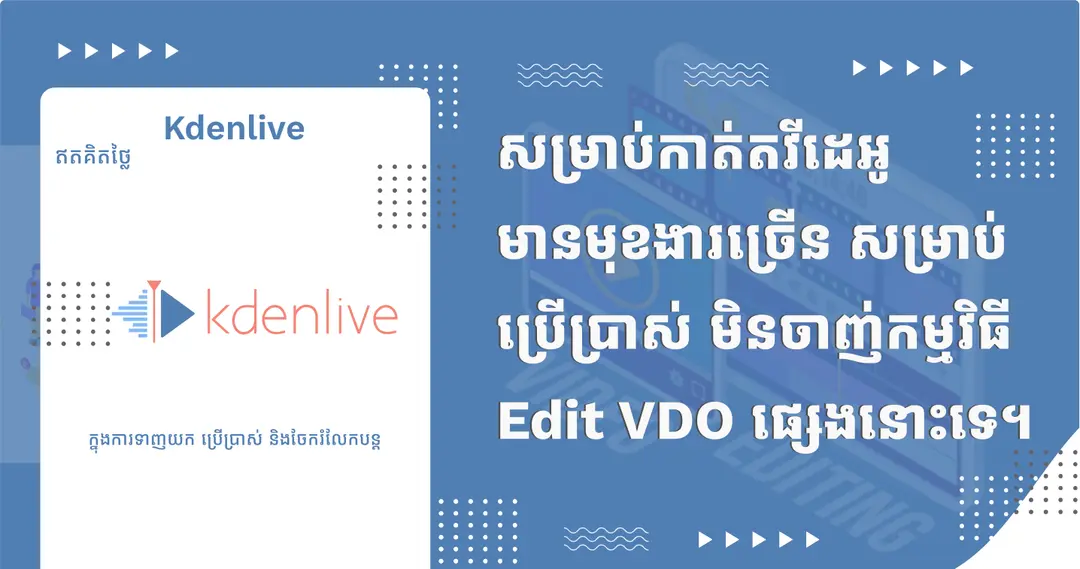 Kdenlive
ឥតគិតថ្លៃ
kdenlive
ក្នុងការទាញយក ប្រើប្រាស់ និងចែករំលែកបន្ត
សម្រាប់កាត់តវីដេអូ
មានមុខងារច្រើន សម្រាប់
ប្រើប្រាស់ មិនចាញ់កម្មវិធី
Edit VDO ផ្សេងនោះទេ។
VIDEO
EDITING